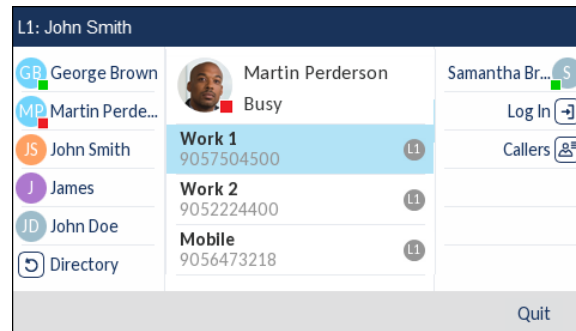 L1: John Smith
GB George Brown
MP Martin Perde...
JS John Smith
J James
JD John Doe
Directory
Martin Perderson
Busy
Work 1
9057504500 L1
Work 2
9052224400 L1
Mobile
9056473218 L1
Samantha Br... S
Log In
Callers
Quit